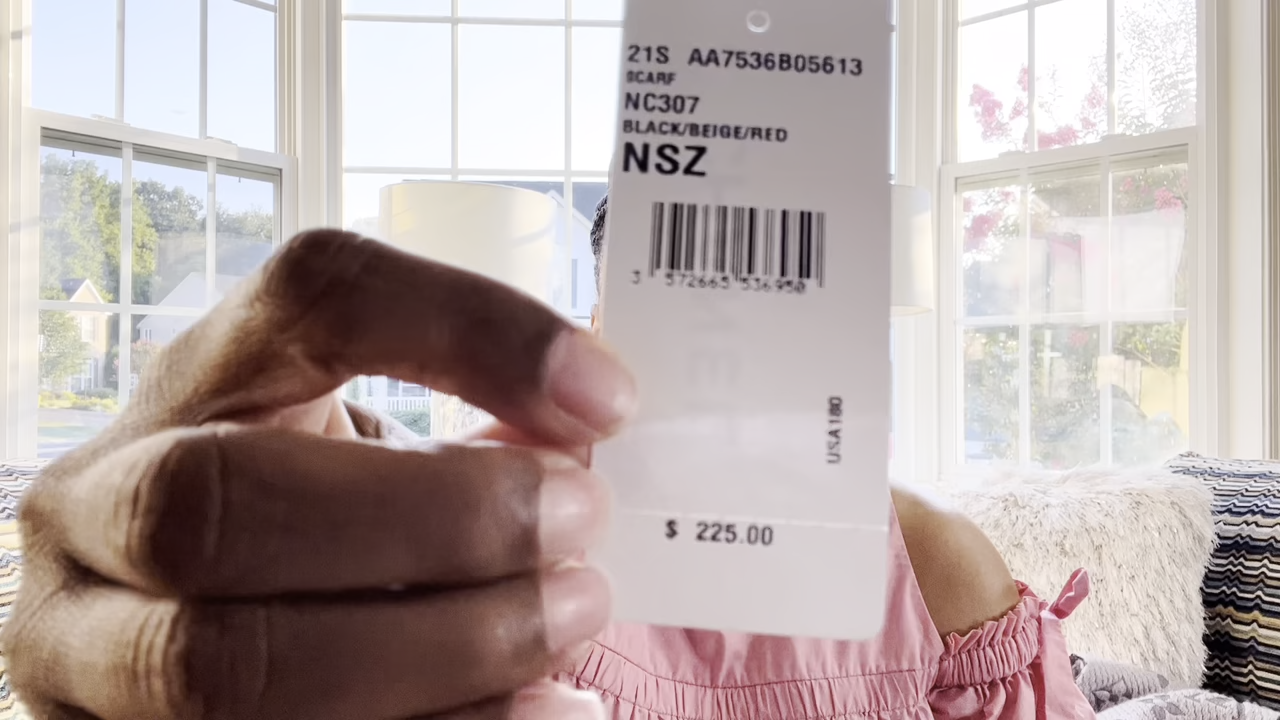 21S AA7536B05613
SCARF
NC307
BLACK/BEIGE/RED
NSZ
3 572665 536950
USA180
$ 225.00